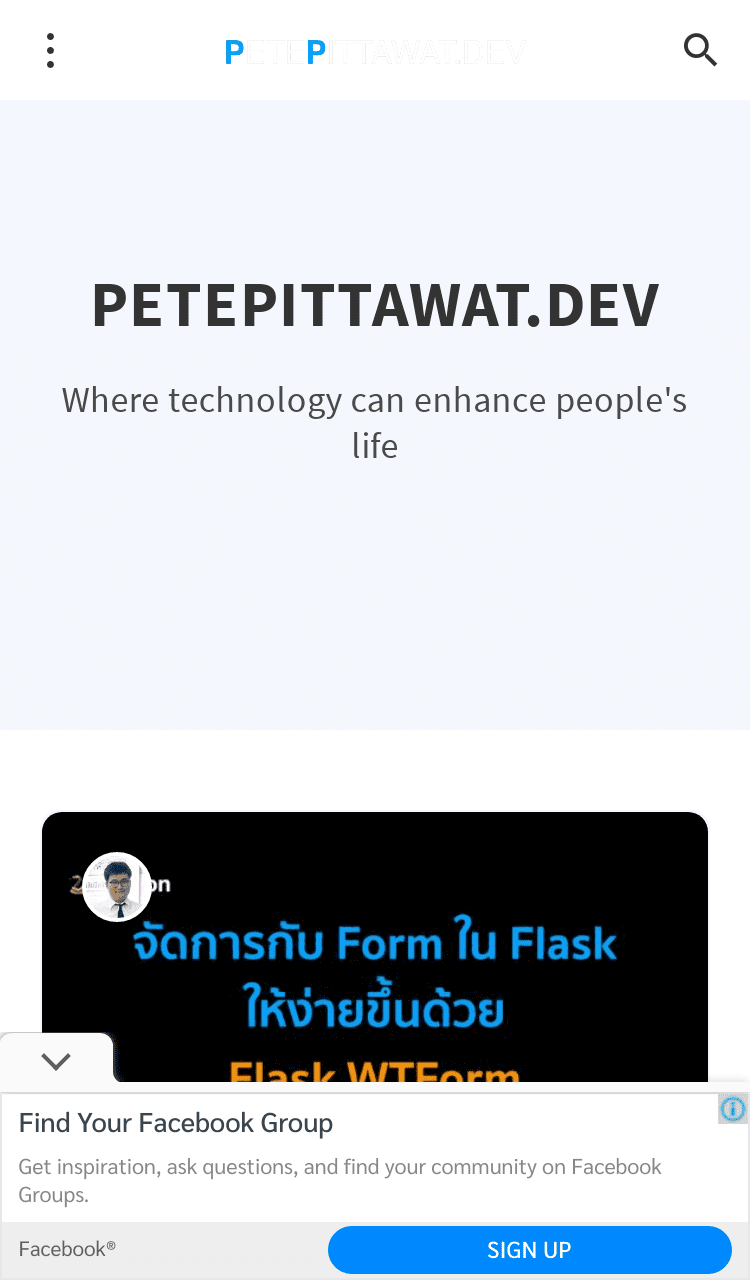 PETEPITTAWAT.DEV
PETEPITTAWAT.DEV
Where technology can enhance people's
life
on
จัดการกับ Form ใน Flask
ให้ง่ายขึ้นด้วย
Flask WTForm
Find Your Facebook Group
Get inspiration, ask questions, and find your community on Facebook
Groups.
Facebook®
SIGN UP